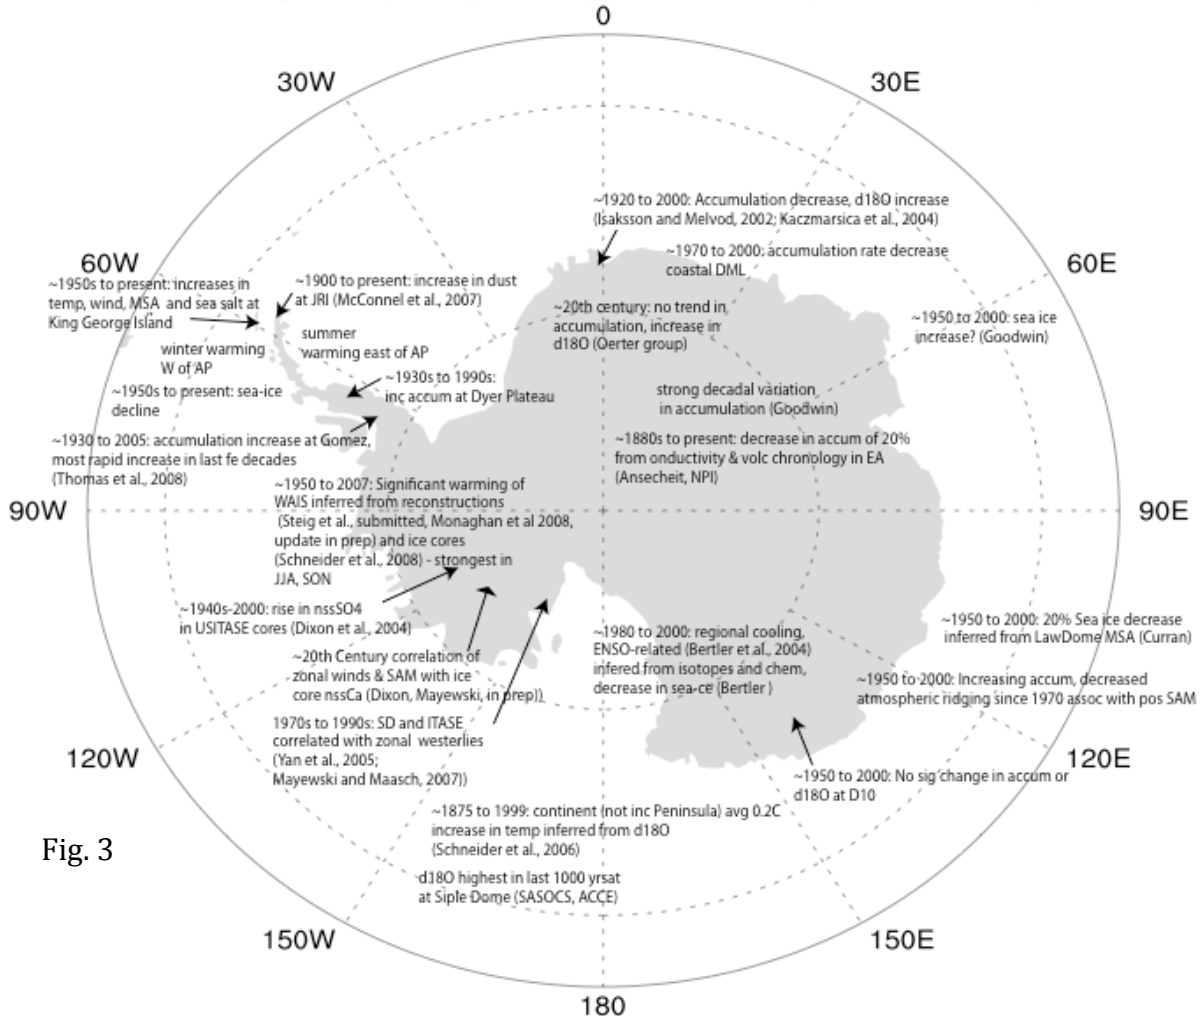 0
30W
30E
~1920 to 2000: Accumulation decrease, d18O increase
(Isaksson and Melvod, 2002; Kaczmarsica et al., 2004)
~1970 to 2000: accumulation rate decrease
coastal DML
60W
60E
~1950s to present: increases in
temp, wind, MSA and sea salt at
King George Island
~1900 to present: increase in dust
at JRI (McConnel et al., 2007)
~20th century: no trend in
accumulation, increase in
d18O (Oerter group)
~1950 to 2000: sea ice
increase? (Goodwin)
summer
warming east of AP
winter warming
W of AP
~1930s to 1990s:
inc accum at Dyer Plateau
~1950s to present: sea-ice
decline
strong decadal variation
in accumulation (Goodwin)
~1930 to 2005: accumulation increase at Gomez,
most rapid increase in last fe decades
(Thomas et al., 2008)
~1880s to present: decrease in accum of 20%
from onductivity & volc chronology in EA
(Ansecheit, NPI)
~1950 to 2007: Significant warming of
WAIS inferred from reconstructions
(Steig et al., submitted, Monaghan et al 2008,
update in prep) and ice cores
(Schneider et al., 2008) - strongest in
JJA, SON
90W
90E
~1940s-2000: rise in nssSO4
in USITASE cores (Dixon et al., 2004)
~1980 to 2000: regional cooling,
ENSO-related (Bertler et al., 2004)
infered from isotopes and chem,
decrease in sea-ce (Bertler )
~1950 to 2000: 20% Sea ice decrease
inferred from LawDome MSA (Curran)
~20th Century correlation of
zonal winds & SAM with ice
core nssCa (Dixon, Mayewski, in prep))
~1950 to 2000: Increasing accum, decreased
atmospheric ridging since 1970 assoc with pos SAM
1970s to 1990s: SD and ITASE
correlated with zonal westerlies
(Yan et al., 2005;
Mayewski and Maasch, 2007))
120W
120E
~1950 to 2000: No sig change in accum or
d18O at D10
~1875 to 1999: continent (not inc Peninsula) avg 0.2C
increase in temp inferred from d18O
(Schneider et al., 2006)
Fig. 3
d18O highest in last 1000 yrsat
at Siple Dome (SASOCS, ACCE)
150W
150E
180